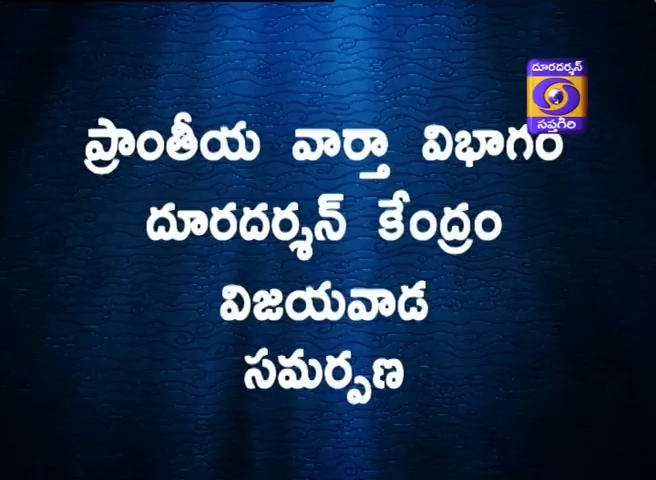 దూరదర్శన్
సప్తగిరి
ప్రాంతీయ వార్తా విభాగం
దూరదర్శన్ కేంద్రం
విజయవాడ
సమర్పణ